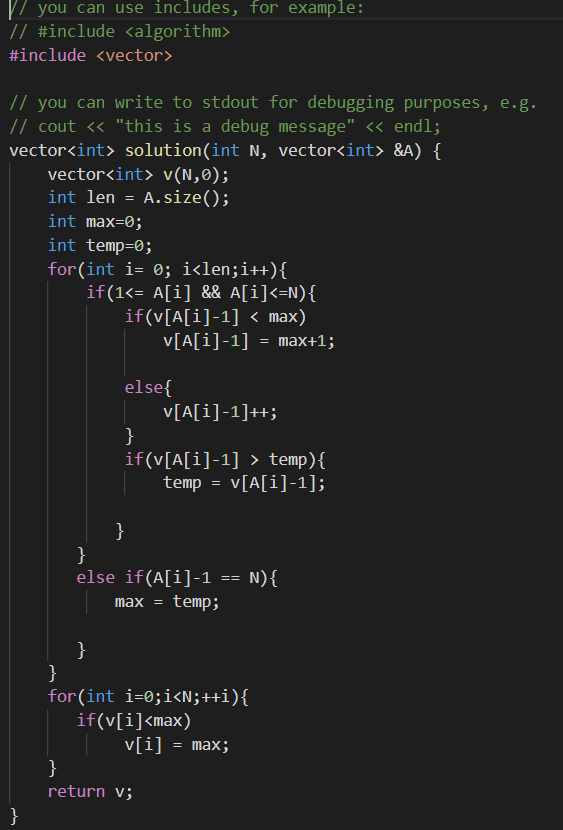 // you can use includes, for example:
// #include <algorithm>
#include <vector>
// you can write to stdout for debugging purposes, e.g.
// cout << "this is a debug message" << endl;
vector<int> solution(int N, vector<int> &A) {
    vector<int> v(N,0);
    int len = A.size();
    int max=0;
    int temp=0;
    for(int i= 0; i<len;i++){
        if(1<= A[i] && A[i]<=N){
            if(v[A[i]-1] < max)
                v[A[i]-1] = max+1;
            else{
                v[A[i]-1]++;
            }
            if(v[A[i]-1] > temp){
                temp = v[A[i]-1];
            }
        }
       else if(A[i]-1 == N){
           max = temp;
       }
    }
    for(int i=0;i<N;++i){
       if(v[i]<max)
            v[i] = max;
    }
    return v;
}